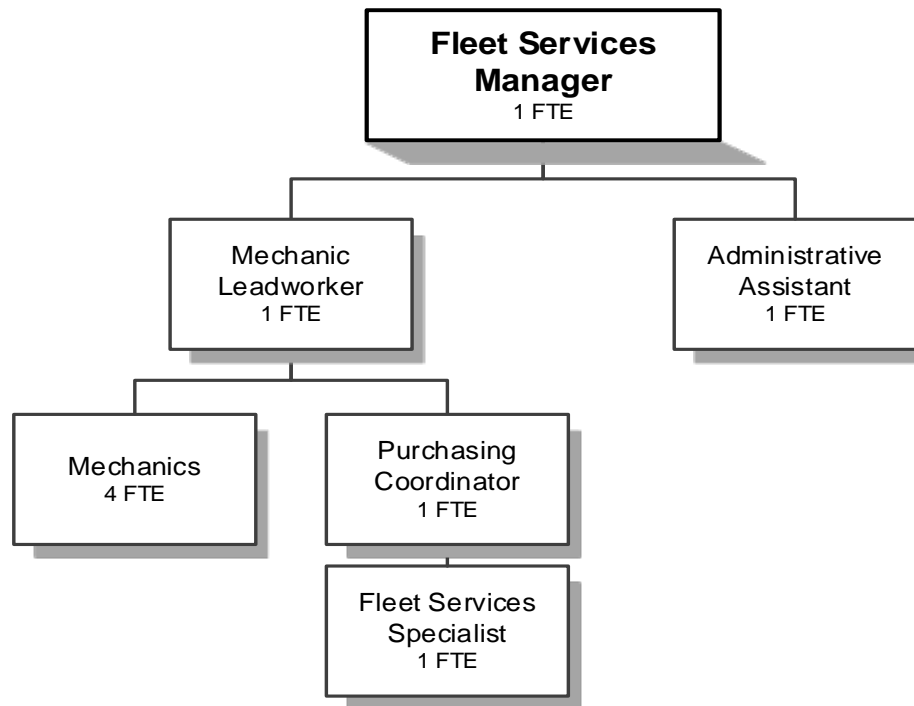 Fleet Services
Manager
1 FTE
Mechanic
Leadworker
1 FTE
Administrative
Assistant
1 FTE
Mechanics
4 FTE
Purchasing
Coordinator
1 FTE
Fleet Services
Specialist
1 FTE